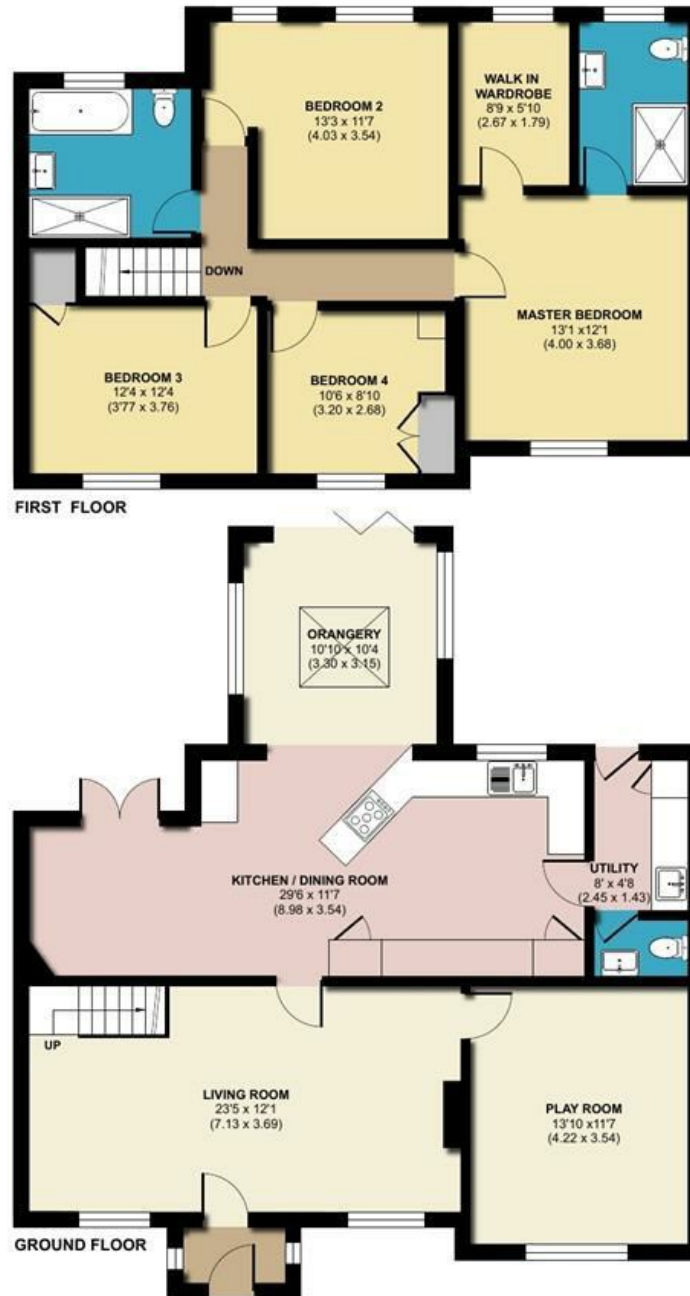 BEDROOM 2
13'3 x 11'7
(4.03 x 3.54)
WALK IN
WARDROBE
8'9 x 5'10
(2.67 x 1.79)
DOWN
MASTER BEDROOM
13'1 x12'1
(4.00 x 3.68)
BEDROOM 3
12'4 x 12'4
(3'77 x 3.76)
BEDROOM 4
10'6 x 8'10
(3.20 x 2.68)
FIRST FLOOR
ORANGERY
10'10 x 10'4
(3.30 x 3.15)
KITCHEN / DINING ROOM
29'6 x 11'7
(8.98 x 3.54)
UTILITY
8' x 4'8
(2.45 x 1.43)
UP
LIVING ROOM
23'5 x 12'1
(7.13 x 3.69)
PLAY ROOM
13'10 x11'7
(4.22 x 3.54)
GROUND FLOOR